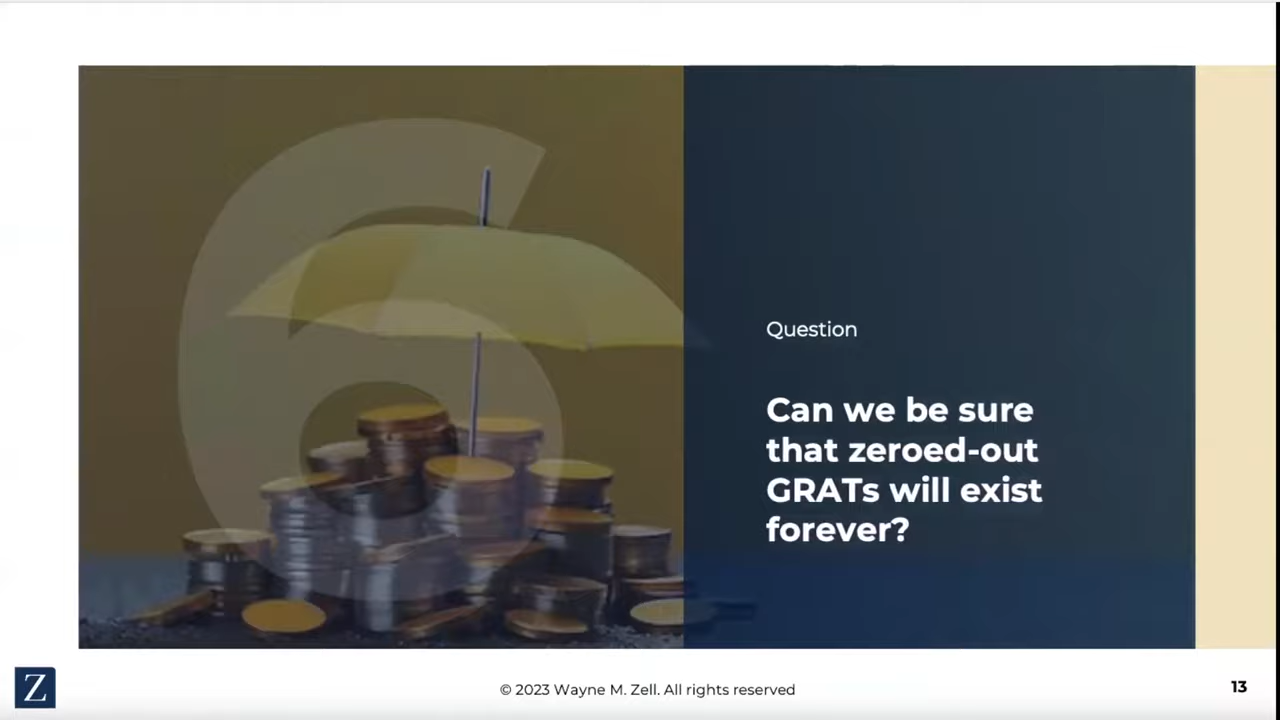 6
Question
Can we be sure
that zeroed-out
GRATs will exist
forever?
Z
© 2023 Wayne M. Zell. All rights reserved
13